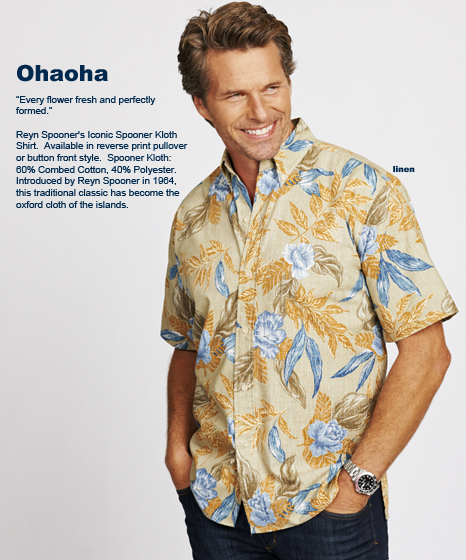 Ohaoha
"Every flower fresh and perfectly
formed."
Reyn Spooner's Iconic Spooner Kloth
Shirt.  Available in reverse print pullover
or button front style.  Spooner Kloth:
60% Combed Cotton, 40% Polyester.
Introduced by Reyn Spooner in 1964,
this traditional classic has become the
oxford cloth of the islands.
linen